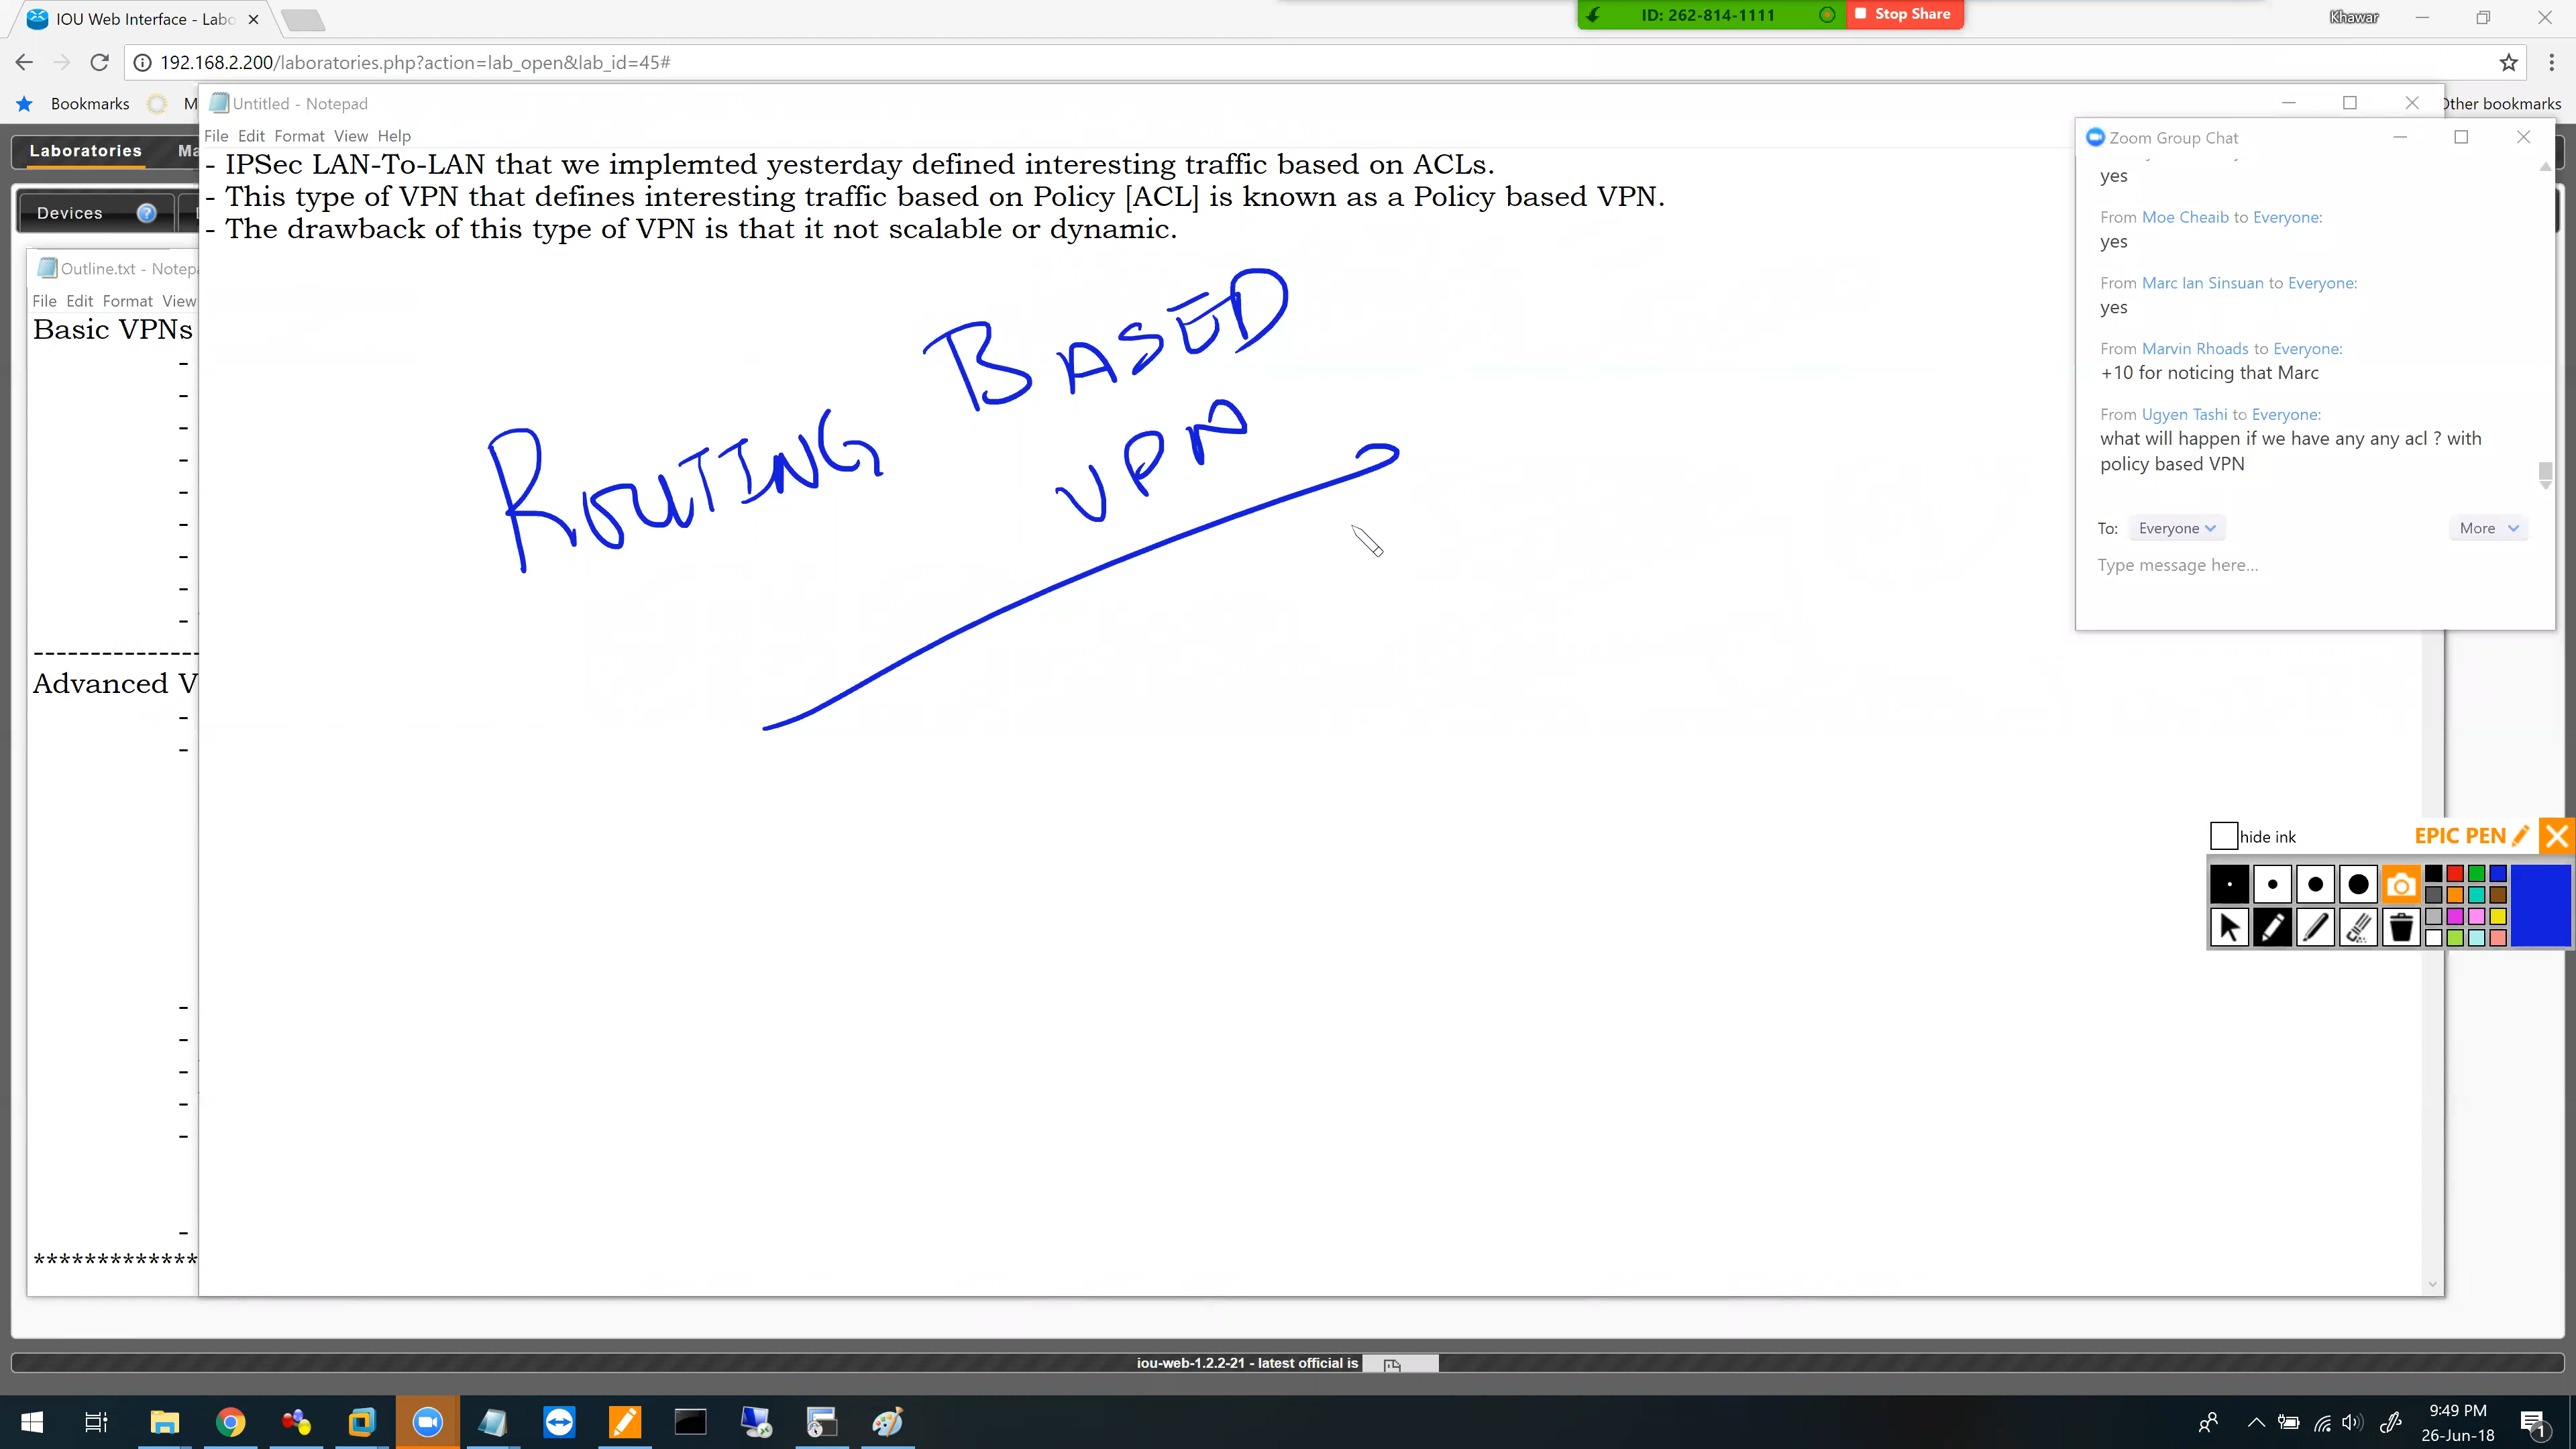 IOU Web Interface - Labo
ID: 262-814-1111
Stop Share
Khawar
192.168.2.200/laboratories.php?action=lab_open&lab_id=45#
Bookmarks
M
Other bookmarks
Untitled - Notepad
File Edit Format View Help
- IPSec LAN-To-LAN that we implemted yesterday defined interesting traffic based on ACLs.
- This type of VPN that defines interesting traffic based on Policy [ACL] is known as a Policy based VPN.
- The drawback of this type of VPN is that it not scalable or dynamic.
ROUTING BASED
VPN
Laboratories
Ma
Devices
Outline.txt - Notepa
File Edit Format View
Basic VPNs
-
-
-
-
-
-
-
-
-
Advanced V
-
-
-
-
-
-
-
-
*************
Zoom Group Chat
yes
From Moe Cheaib to Everyone:
yes
From Marc Ian Sinsuan to Everyone:
yes
From Marvin Rhoads to Everyone:
+10 for noticing that Marc
From Ugyen Tashi to Everyone:
what will happen if we have any any acl ? with
policy based VPN
To: Everyone
More
Type message here...
hide ink
EPIC PEN
iou-web-1.2.2-21 - latest official is
9:49 PM
26-Jun-18
1